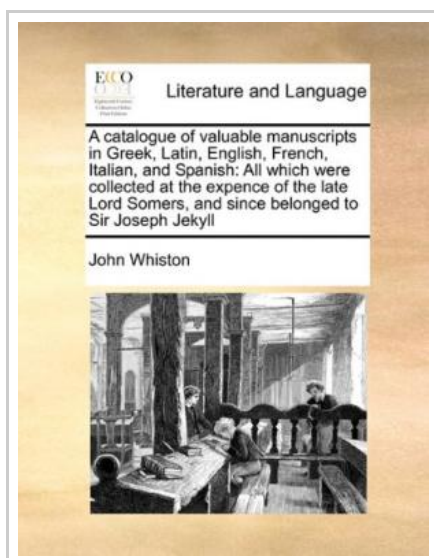 ECCO
Literature and Language
A catalogue of valuable manuscripts
in Greek, Latin, English, French,
Italian, and Spanish: All which were
collected at the expence of the late
Lord Somers, and since belonged to
Sir Joseph Jekyll
John Whiston